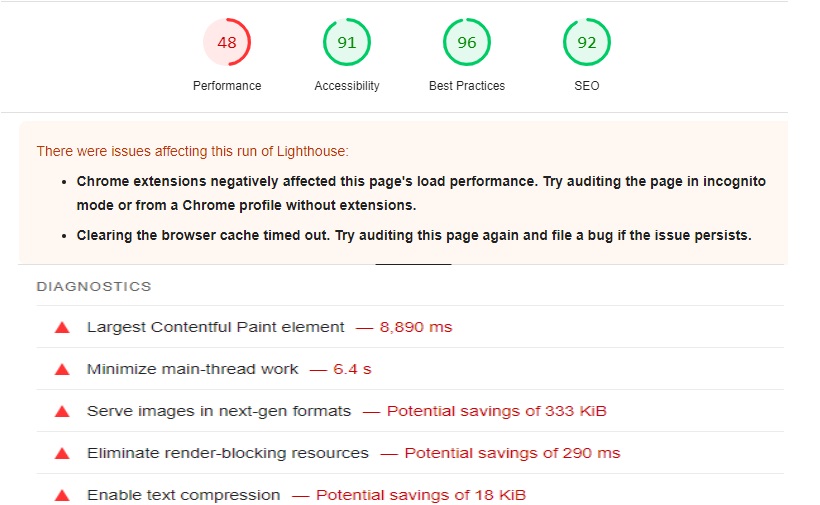 48 91 96 92
Performance Accessibility Best Practices SEO
There were issues affecting this run of Lighthouse:
• Chrome extensions negatively affected this page's load performance. Try auditing the page in incognito
mode or from a Chrome profile without extensions.
• Clearing the browser cache timed out. Try auditing this page again and file a bug if the issue persists.
DIAGNOSTICS
Largest Contentful Paint element — 8,890 ms
Minimize main-thread work — 6.4 s
Serve images in next-gen formats — Potential savings of 333 KiB
Eliminate render-blocking resources — Potential savings of 290 ms
Enable text compression — Potential savings of 18 KiB